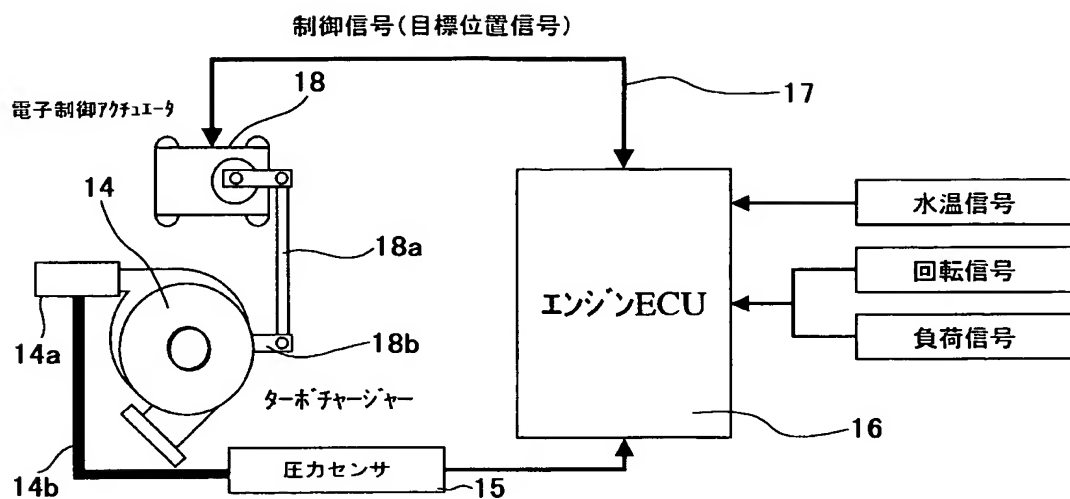 制御信号(目標位置信号)
17
18
電子制御ｱｸﾁｭｴｰﾀ
14
水温信号
18a
回転信号
エンジンECU
負荷信号
14a
18b
ﾀｰﾎﾞﾁｬｰｼﾞｬｰ
16
14b
圧力センサ
15